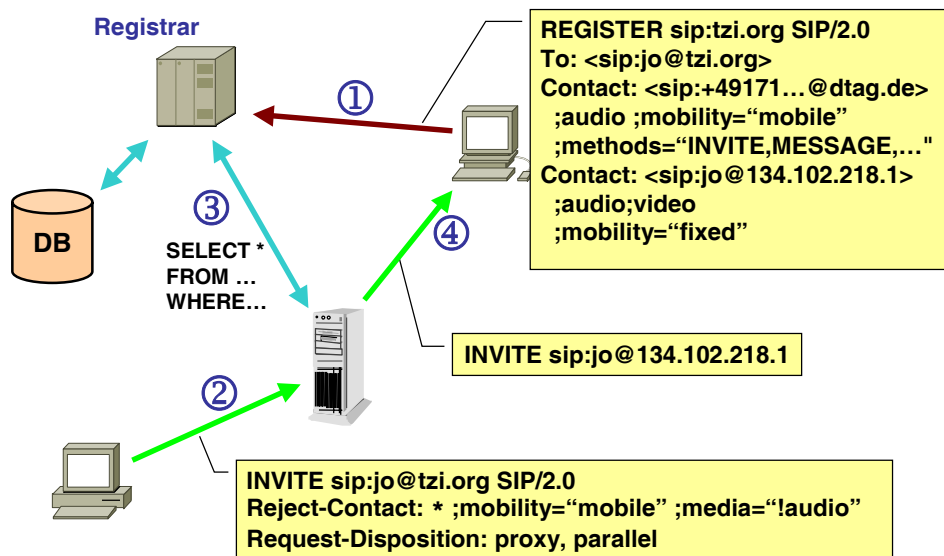 Registrar
REGISTER sip:tzi.org SIP/2.0
To: <sip:jo@tzi.org>
Contact: <sip:+49171…@dtag.de>
;audio ;mobility=“mobile”
;methods=“INVITE,MESSAGE,…"
Contact: <sip:jo@134.102.218.1>
;audio;video
;mobility=“fixed”
①
③
④
DB
SELECT *
FROM …
WHERE…
INVITE sip:jo@134.102.218.1
②
INVITE sip:jo@tzi.org SIP/2.0
Reject-Contact: * ;mobility=“mobile” ;media=“!audio”
Request-Disposition: proxy, parallel